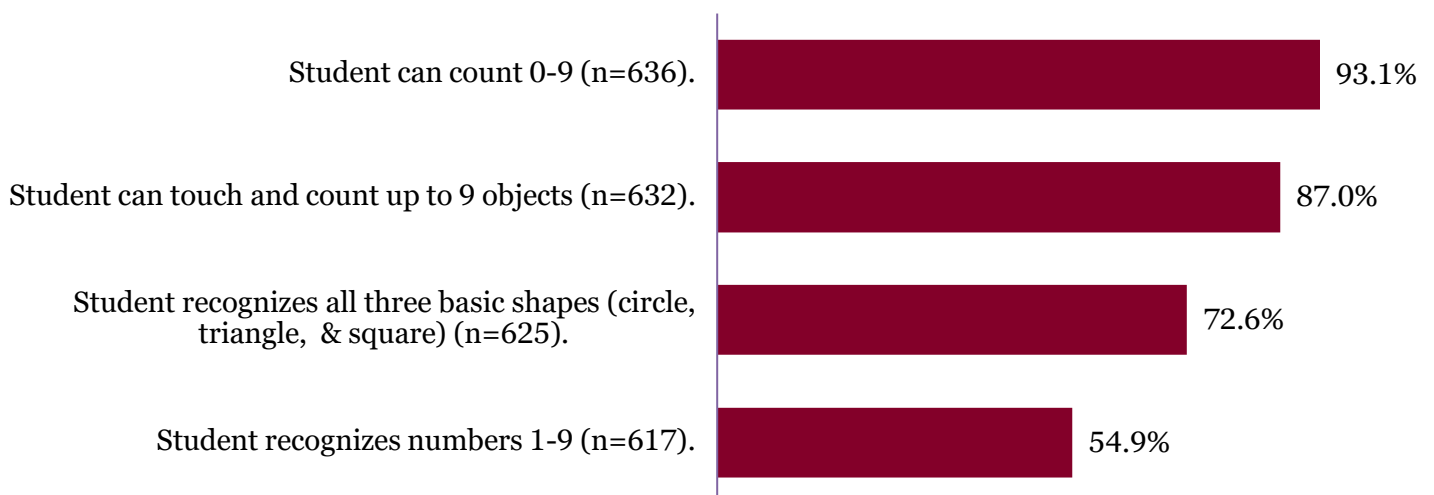 Student can count 0-9 (n=636).
93.1%
Student can touch and count up to 9 objects (n=632).
87.0%
Student recognizes all three basic shapes (circle,
triangle,  & square) (n=625).
72.6%
Student recognizes numbers 1-9 (n=617).
54.9%